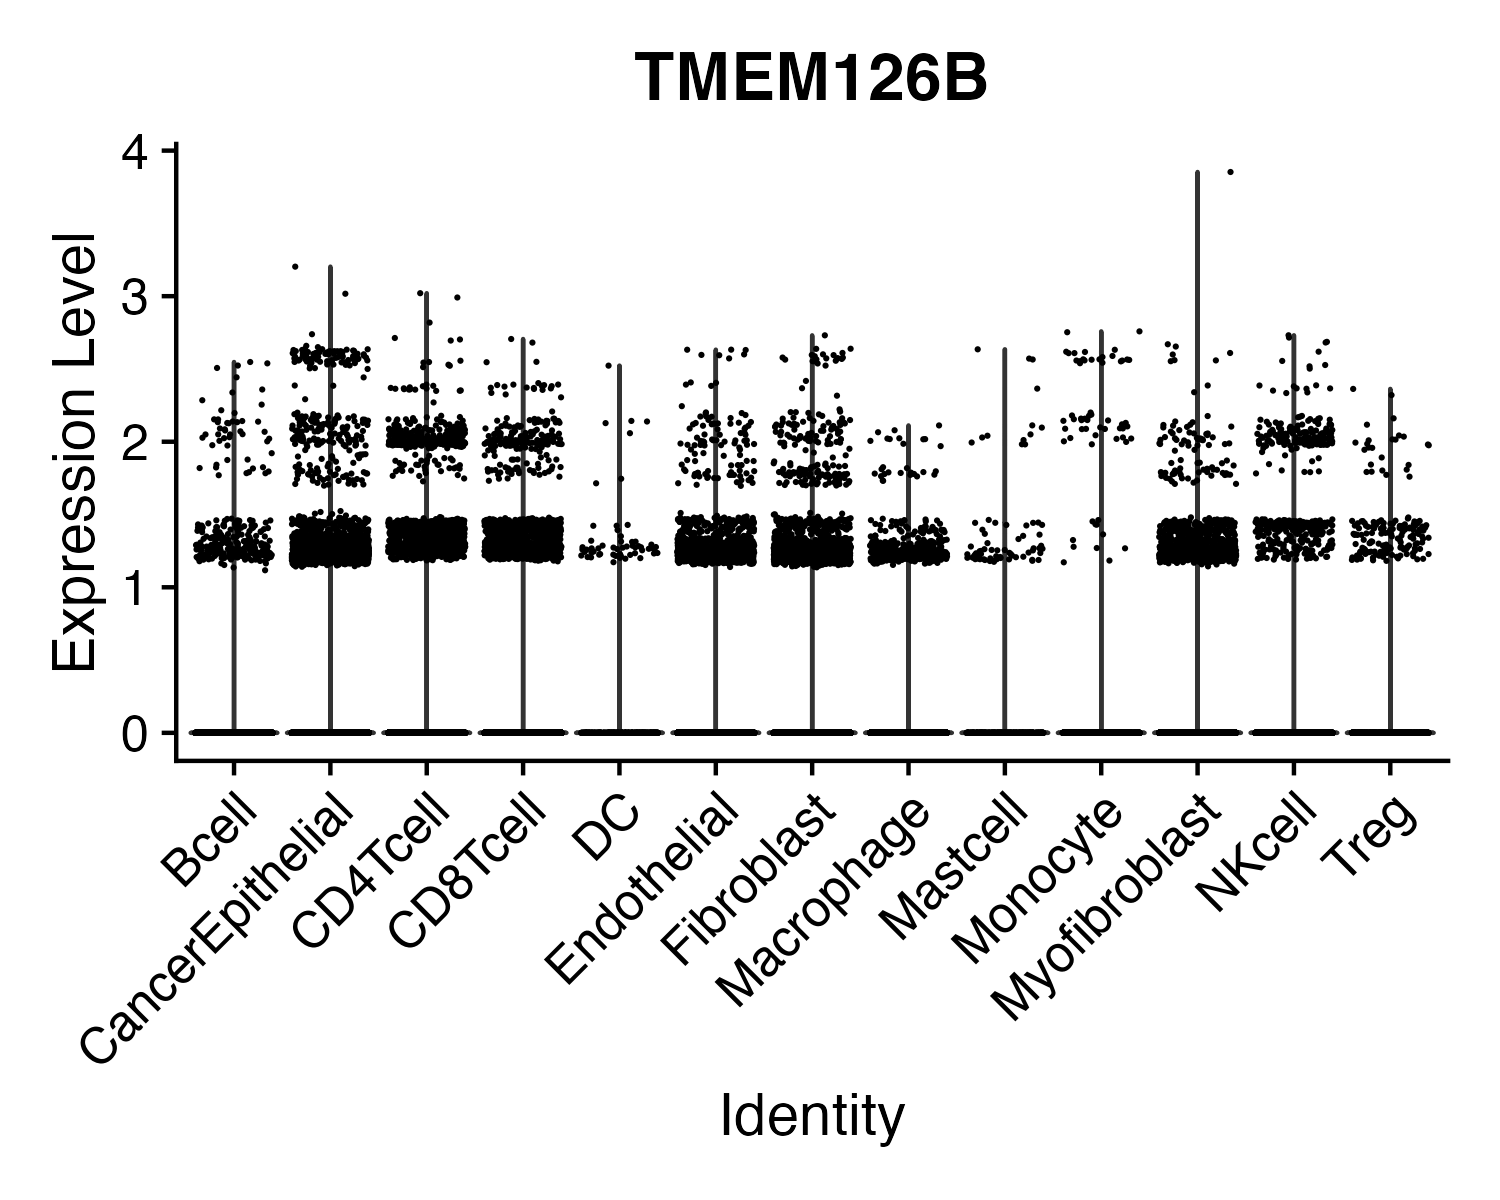 TMEM126B
Expression Level
4
3
2
1
0
Bcell
CancerEpithelial
CD4Tcell
CD8Tcell
DC
Endothelial
Fibroblast
Macrophage
Mastcell
Monocyte
Myofibroblast
NKcell
Treg
Identity